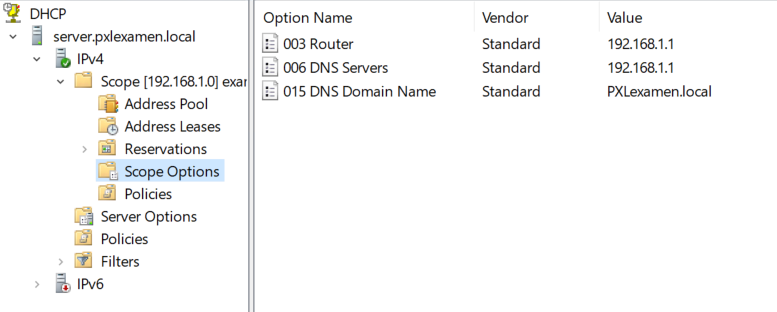 DHCP
server.pxlexamen.local
IPv4
Scope [192.168.1.0] exar
Address Pool
Address Leases
Reservations
Scope Options
Policies
Server Options
Policies
Filters
IPv6
Option Name Vendor Value
003 Router Standard 192.168.1.1
006 DNS Servers Standard 192.168.1.1
015 DNS Domain Name Standard PXLexamen.local